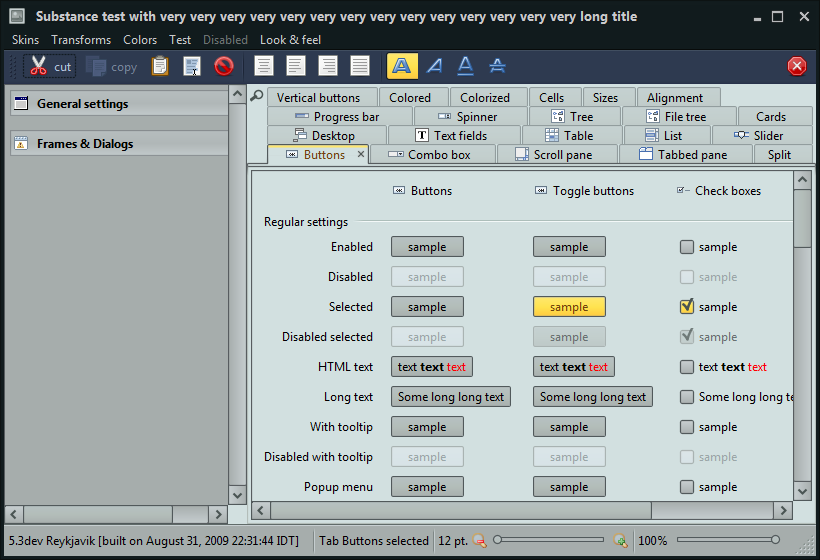 Substance test with very very very very very very very very very very very very very very long title
Skins Transforms Colors Test Disabled Look & feel
cut copy A A A A
General settings
Frames & Dialogs
Vertical buttons Colored Colorized Cells Sizes Alignment
Progress bar Spinner Tree File tree Cards
Desktop T Text fields Table List Slider
Buttons Combo box Scroll pane Tabbed pane Split
Buttons Toggle buttons Check boxes
Regular settings
Enabled sample sample sample
Disabled sample sample sample
Selected sample sample sample
Disabled selected sample sample sample
HTML text text text text text text text text text text
Long text Some long long text Some long long text Some long long te
With tooltip sample sample sample
Disabled with tooltip sample sample sample
Popup menu sample sample sample
5.3dev Reykjavik [built on August 31, 2009 22:31:44 IDT] Tab Buttons selected 12 pt. 100%